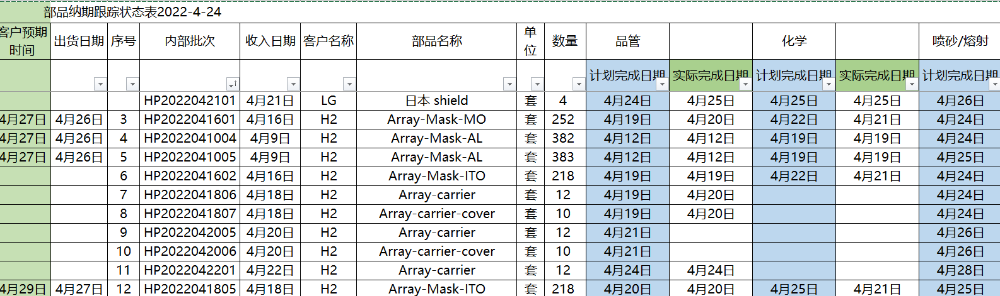 部品纳期跟踪状态表2022-4-24
客户预期时间 出货日期 序号 内部批次 收入日期 客户名称 部品名称 单位 数量 品管 化学 喷砂/熔射
计划完成日期 实际完成日期 计划完成日期 实际完成日期 计划完成日期
HP2022042101 4月21日 LG 日本 shield 套 4 4月24日 4月25日 4月25日 4月25日 4月26日
4月27日 4月26日 3 HP2022041601 4月16日 H2 Array-Mask-MO 套 252 4月19日 4月20日 4月22日 4月21日 4月24日
4月27日 4月26日 4 HP2022041004 4月9日 H2 Array-Mask-AL 套 382 4月12日 4月12日 4月19日 4月19日 4月24日
4月27日 4月26日 5 HP2022041005 4月9日 H2 Array-Mask-AL 套 383 4月12日 4月12日 4月19日 4月19日 4月25日
6 HP2022041602 4月16日 H2 Array-Mask-ITO 套 218 4月19日 4月19日 4月22日 4月21日 4月24日
7 HP2022041806 4月18日 H2 Array-carrier 套 12 4月19日 4月20日 4月24日
8 HP2022041807 4月18日 H2 Array-carrier-cover 套 10 4月19日 4月20日 4月24日
9 HP2022042005 4月20日 H2 Array-carrier 套 12 4月21日 4月26日
10 HP2022042006 4月20日 H2 Array-carrier-cover 套 10 4月21日 4月26日
11 HP2022042201 4月22日 H2 Array-carrier 套 12 4月24日 4月24日 4月28日
4月29日 4月27日 12 HP2022041805 4月18日 H2 Array-Mask-ITO 套 218 4月20日 4月20日 4月25日 4月21日 4月25日